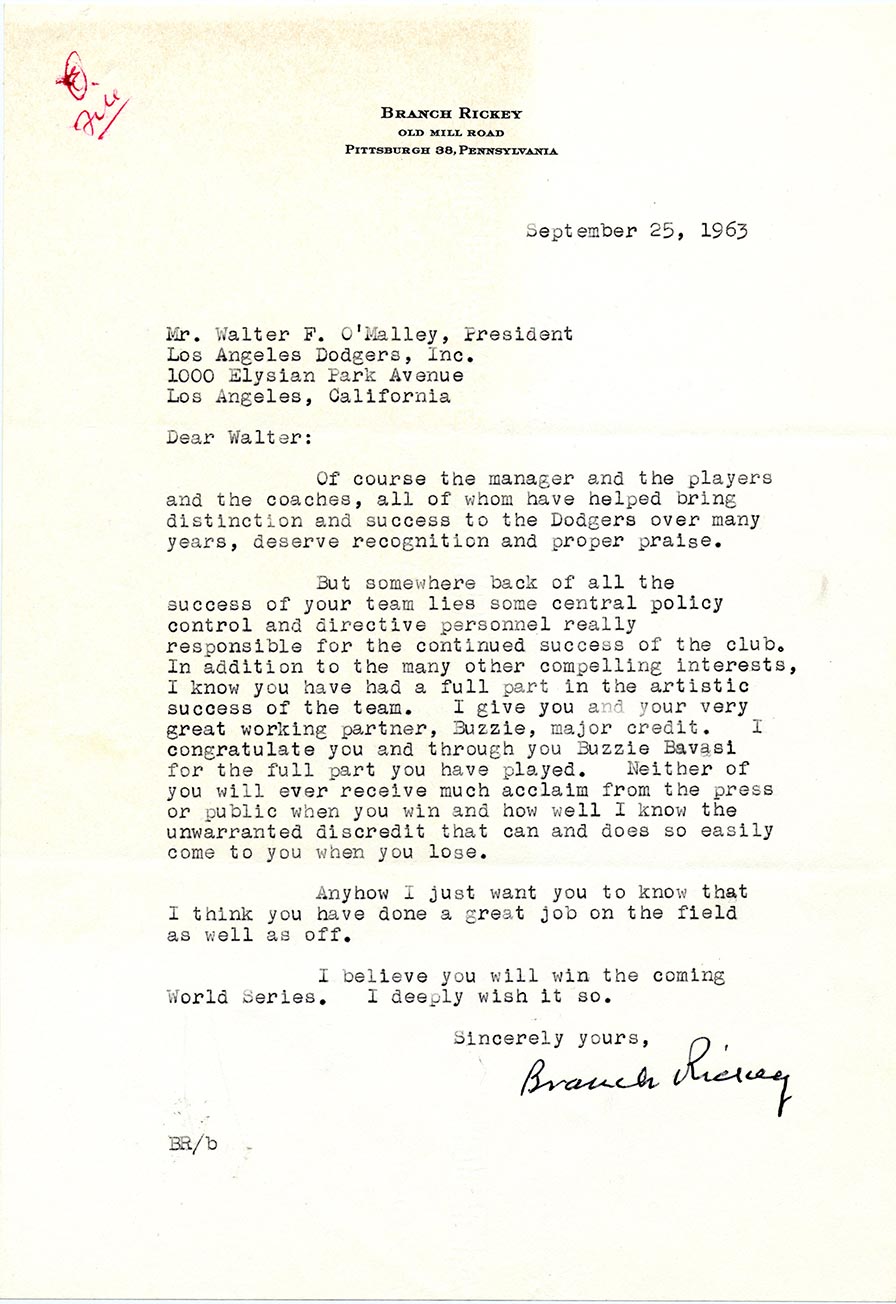 File
BRANCH RICKEY
OLD MILL ROAD
PITTSBURGH 38, PENNSYLVANIA
September 25, 1963
Mr. Walter F. O'Malley, President
Los Angeles Dodgers, Inc.
1000 Elysian Park Avenue
Los Angeles, California
Dear Walter:
Of course the manager and the players
and the coaches, all of whom have helped bring
distinction and success to the Dodgers over many
years, deserve recognition and proper praise.
But somewhere back of all the
success of your team lies some central policy
control and directive personnel really
responsible for the continued success of the club.
In addition to the many other compelling interests,
I know you have had a full part in the artistic
success of the team. I give you and your very
great working partner, Buzzie, major credit. I
congratulate you and through you Buzzie Bavasi
for the full part you have played. Neither of
you will ever receive much acclaim from the press
or public when you win and how well I know the
unwarranted discredit that can and does so easily
come to you when you lose.
Anyhow I just want you to know that
I think you have done a great job on the field
as well as off.
I believe you will win the coming
World Series. I deeply wish it so.
Sincerely yours,
Branch Rickey
BR/b